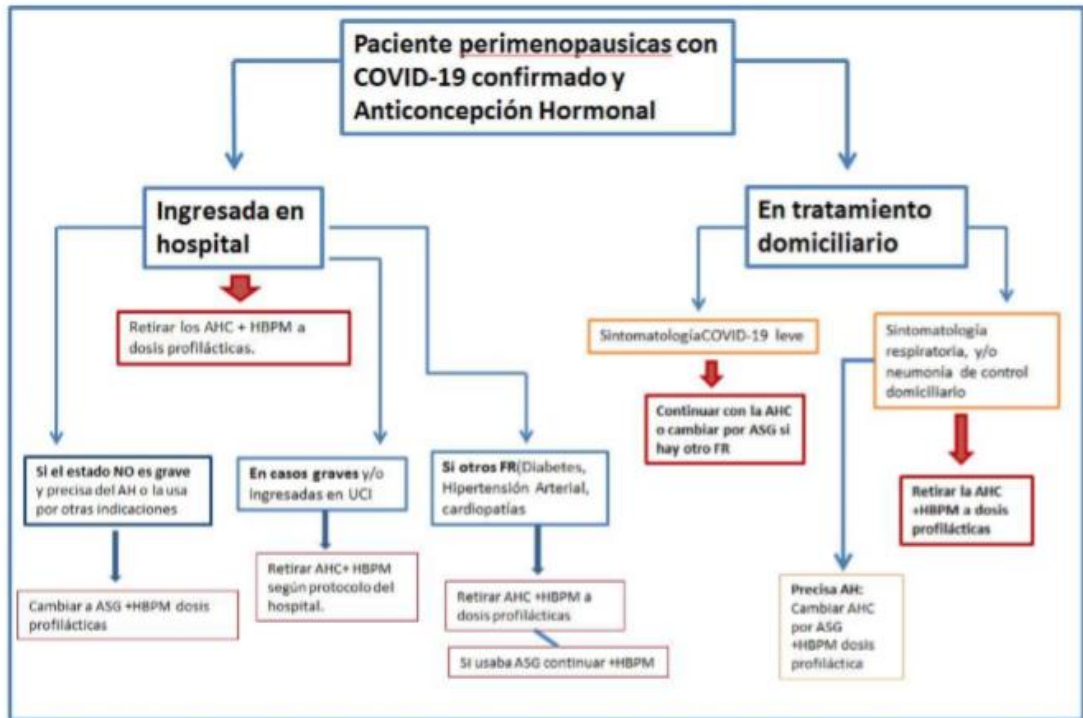 Paciente perimenopausicas con
COVID-19 confirmado y
Anticoncepción Hormonal
Ingresada en
hospital
En tratamiento
domiciliario
Retirar los AHC + HBPM a
dosis profilácticas.
SintomatologíaCOVID-19 leve
Sintomatología
respiratoria, y/o
neumonía de control
domiciliario
Continuar con la AHC
o cambiar por ASG si
hay otro FR
Si el estado NO es grave
y precisa del AH o la usa
por otras indicaciones
En casos graves y/o
Ingresadas en UCI
Si otros FR(Diabetes,
Hipertensión Arterial,
cardiopatías
Retirar la AHC
+HBPM a dosis
profilácticas
Cambiar a ASG +HBPM dosis
profilácticas
Retirar AHC+ HBPM
según protocolo del
hospital.
Retirar AHC +HBPM a
dosis profilácticas
Si usaba ASG continuar +HBPM
Precisa AH:
Cambiar AHC
por ASG
+HBPM dosis
profiláctica